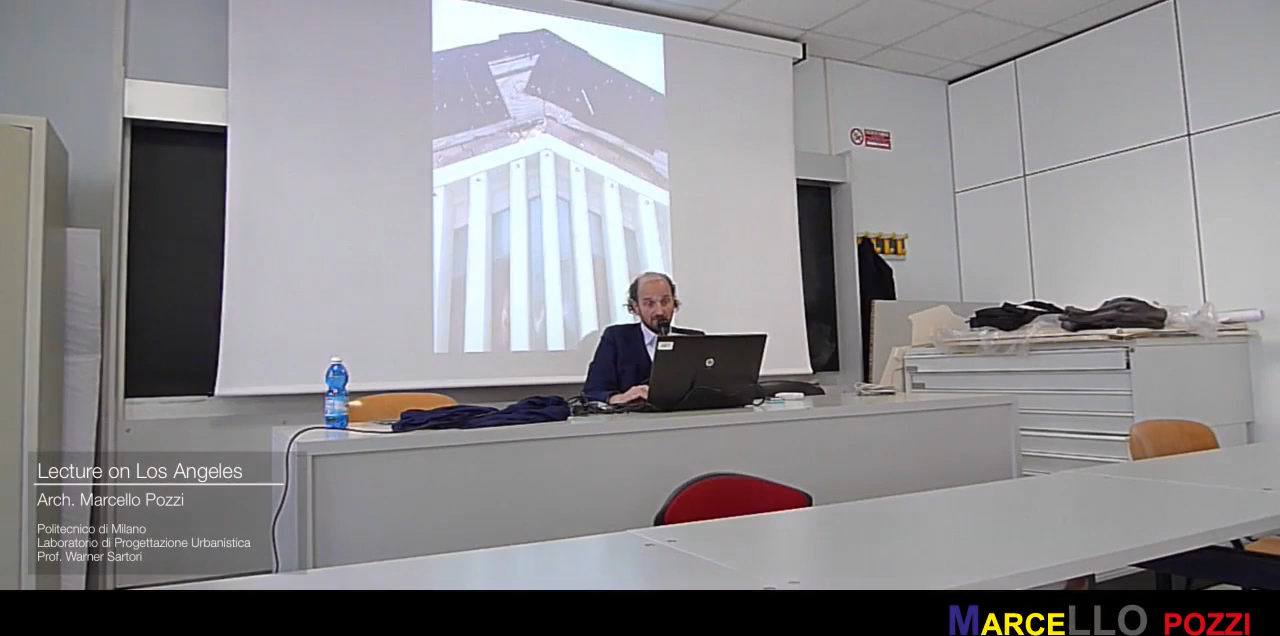 Lecture on Los Angeles
Arch. Marcello Pozzi
Politecnico di Milano
Laboratorio di Progettazione Urbanistica
Prof. Warner Sartori
MARCELLO POZZI